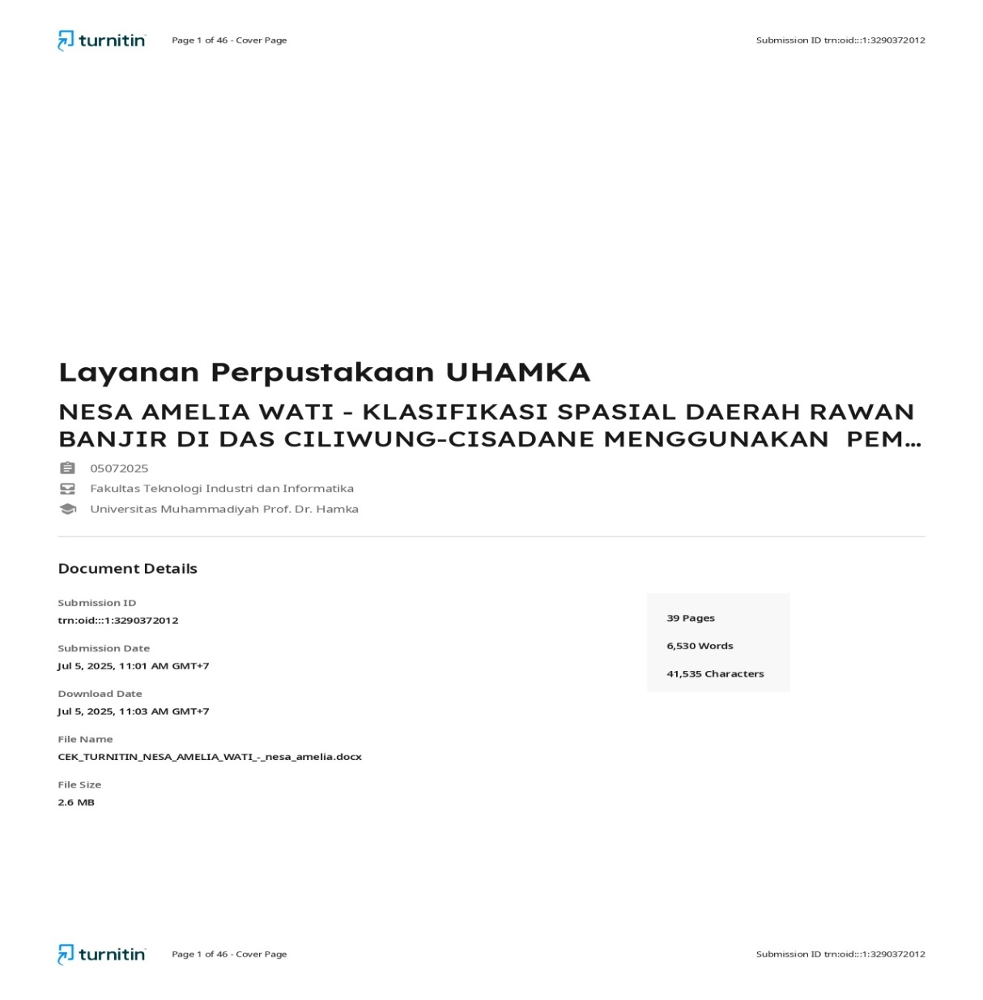 turnitin Page 1 of 46 - Cover Page Submission ID trn:oid:::1:3290372012
Layanan Perpustakaan UHAMKA
NESA AMELIA WATI - KLASIFIKASI SPASIAL DAERAH RAWAN
BANJIR DI DAS CILIWUNG-CISADANE MENGGUNAKAN  PEM...
05072025
Fakultas Teknologi Industri dan Informatika
Universitas Muhammadiyah Prof. Dr. Hamka
Document Details
Submission ID
trn:oid:::1:3290372012
Submission Date
Jul 5, 2025, 11:01 AM GMT+7
Download Date
Jul 5, 2025, 11:03 AM GMT+7
File Name
CEK_TURNITIN_NESA_AMELIA_WATI_-_nesa_amelia.docx
File Size
2.6 MB
39 Pages
6,530 Words
41,535 Characters
turnitin Page 1 of 46 - Cover Page Submission ID trn:oid:::1:3290372012